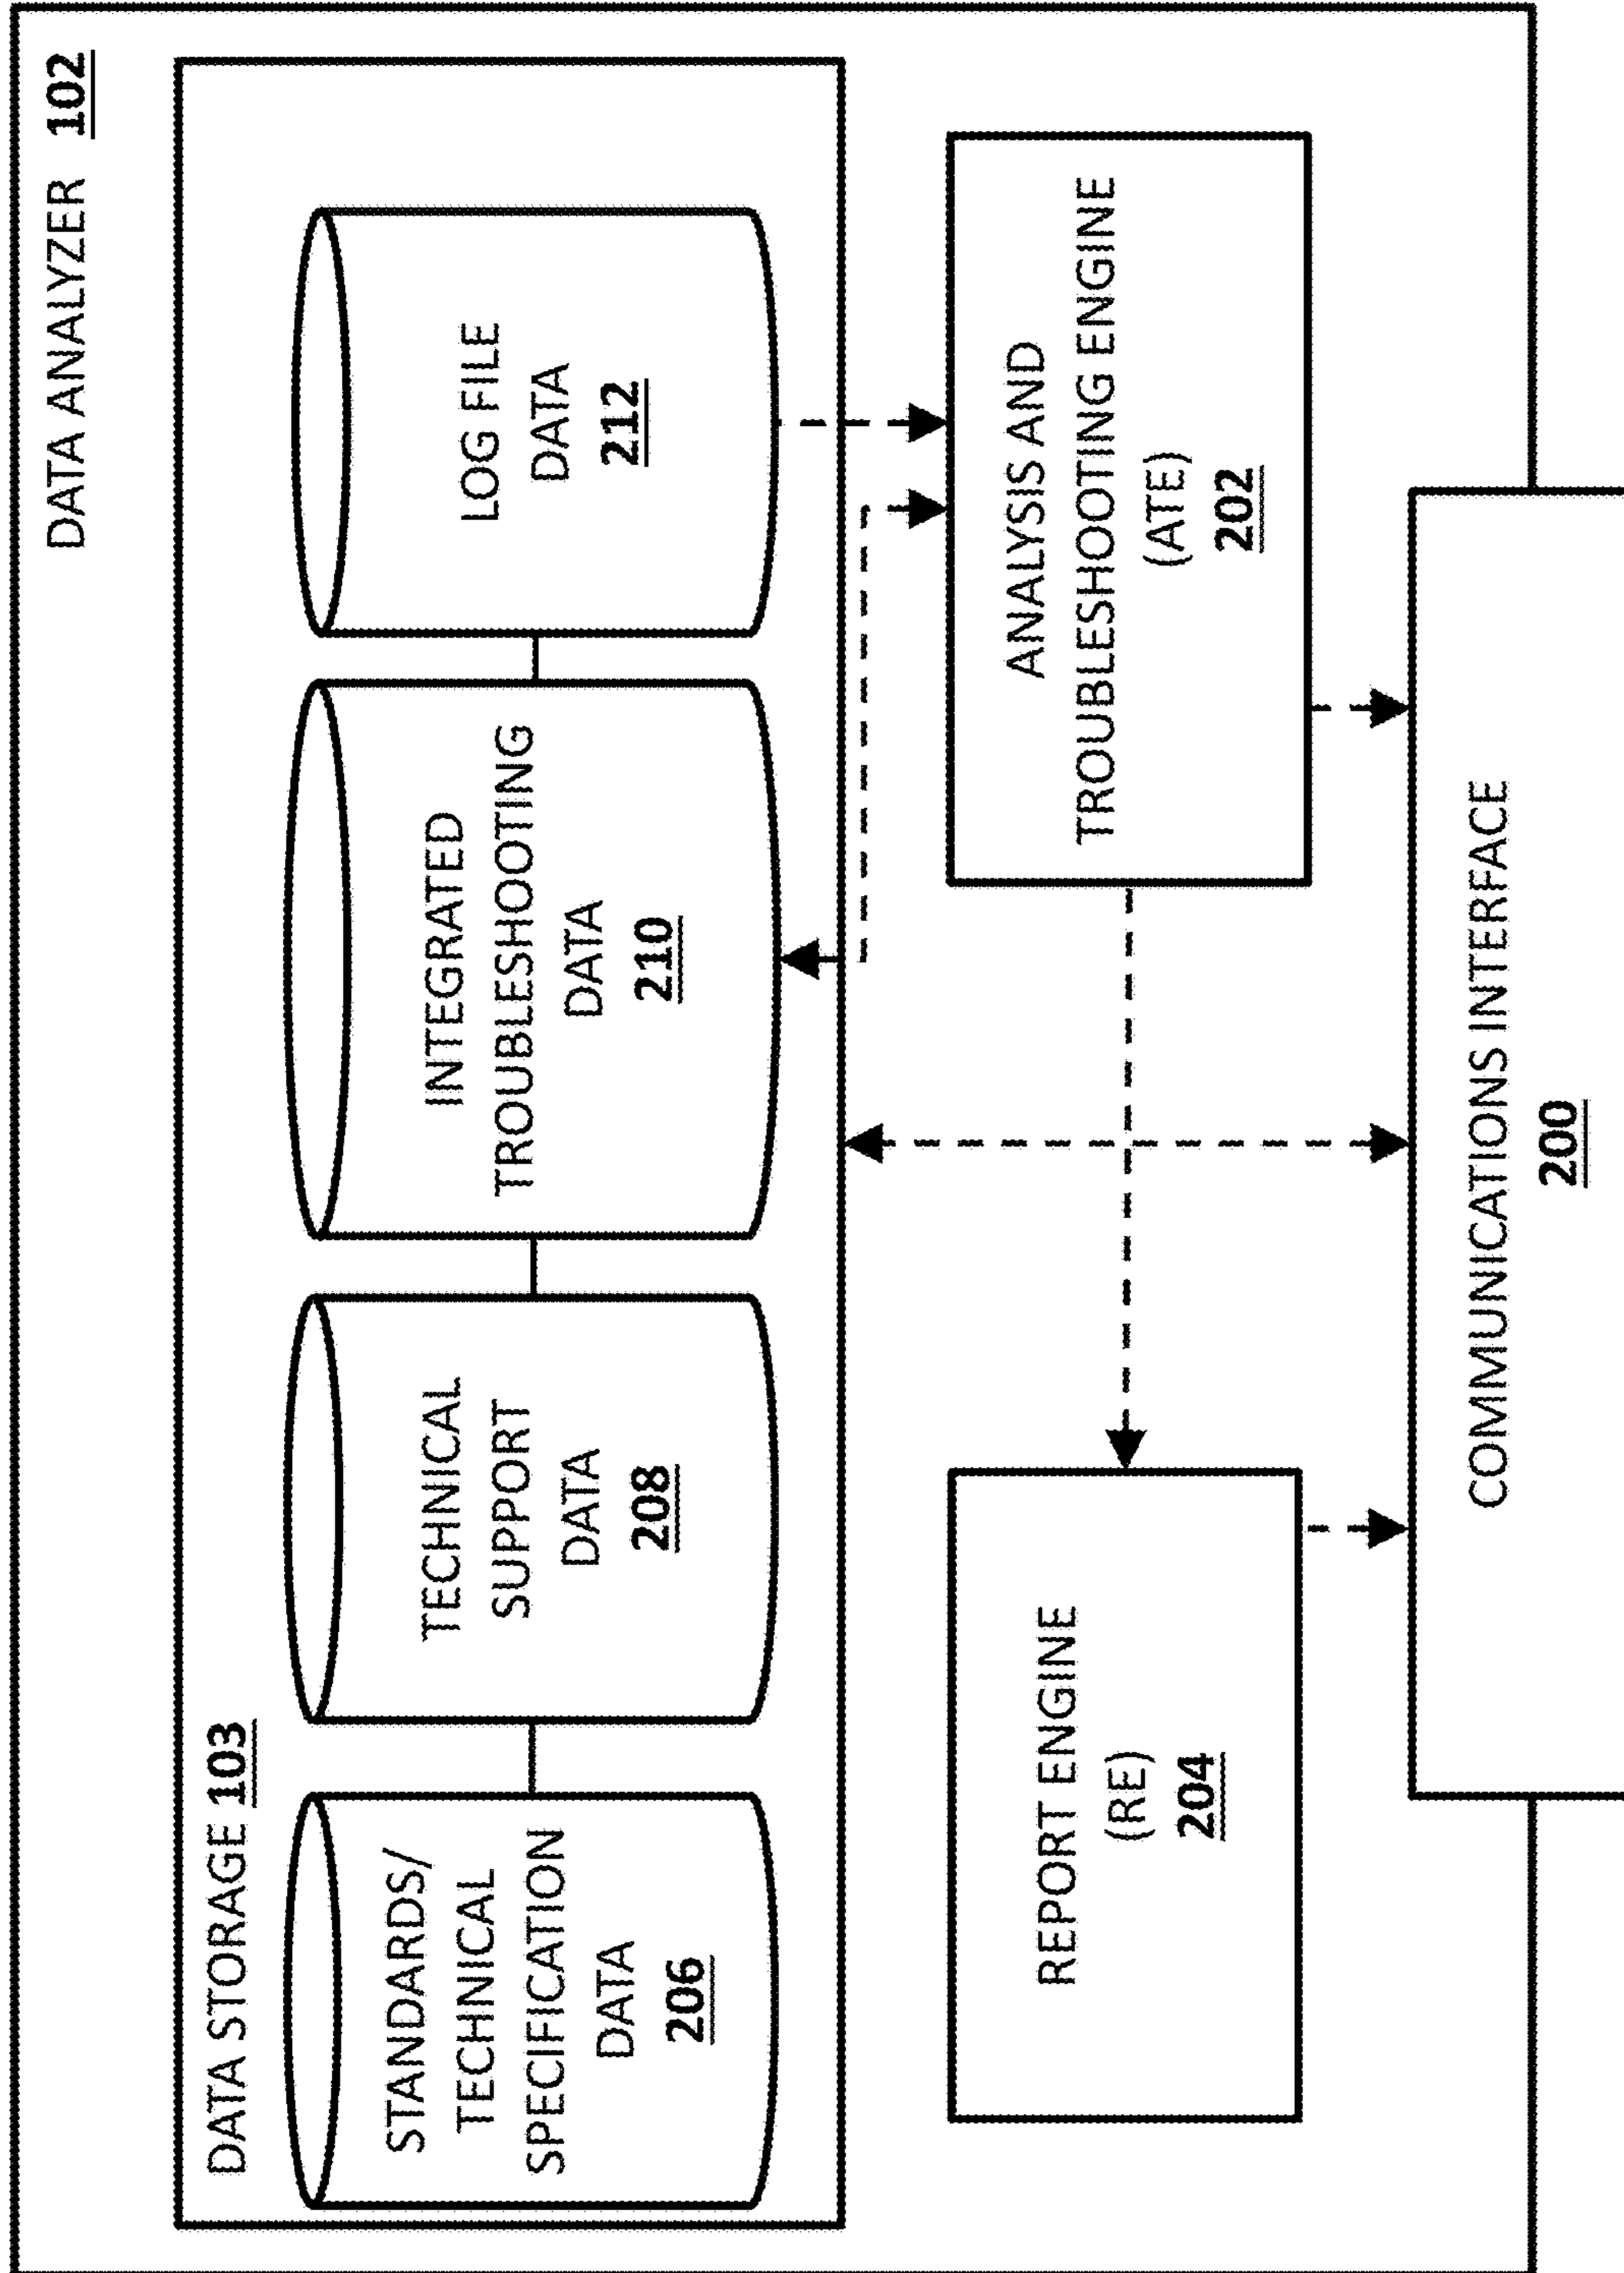 DATA ANALYZER 102
DATA STORAGE 103
STANDARDS/
TECHNICAL
SPECIFICATION
DATA
206
TECHNICAL
SUPPORT
DATA
208
INTEGRATED
TROUBLESHOOTING
DATA
210
LOG FILE
DATA
212
REPORT ENGINE
(RE)
204
ANALYSIS AND
TROUBLESHOOTING ENGINE
(ATE)
202
COMMUNICATIONS INTERFACE
200